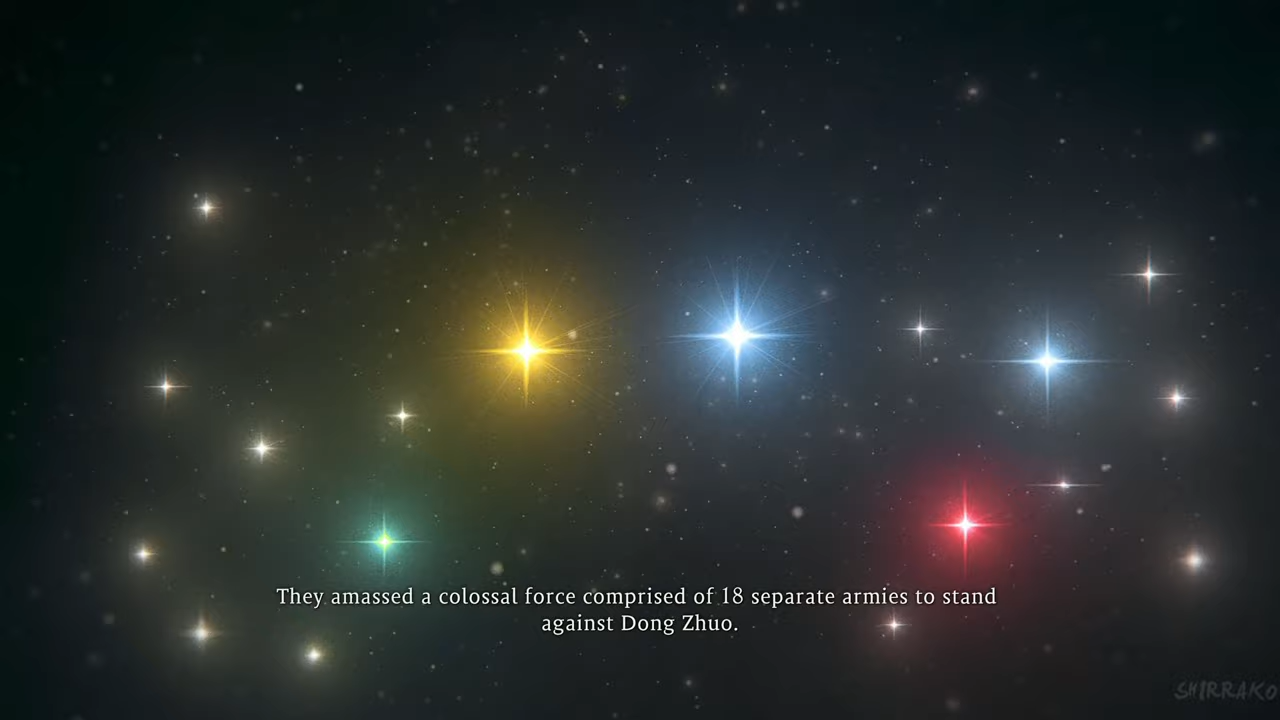 They amassed a colossal force comprised of 18 separate armies to stand
against Dong Zhuo.
SHIRRAKO